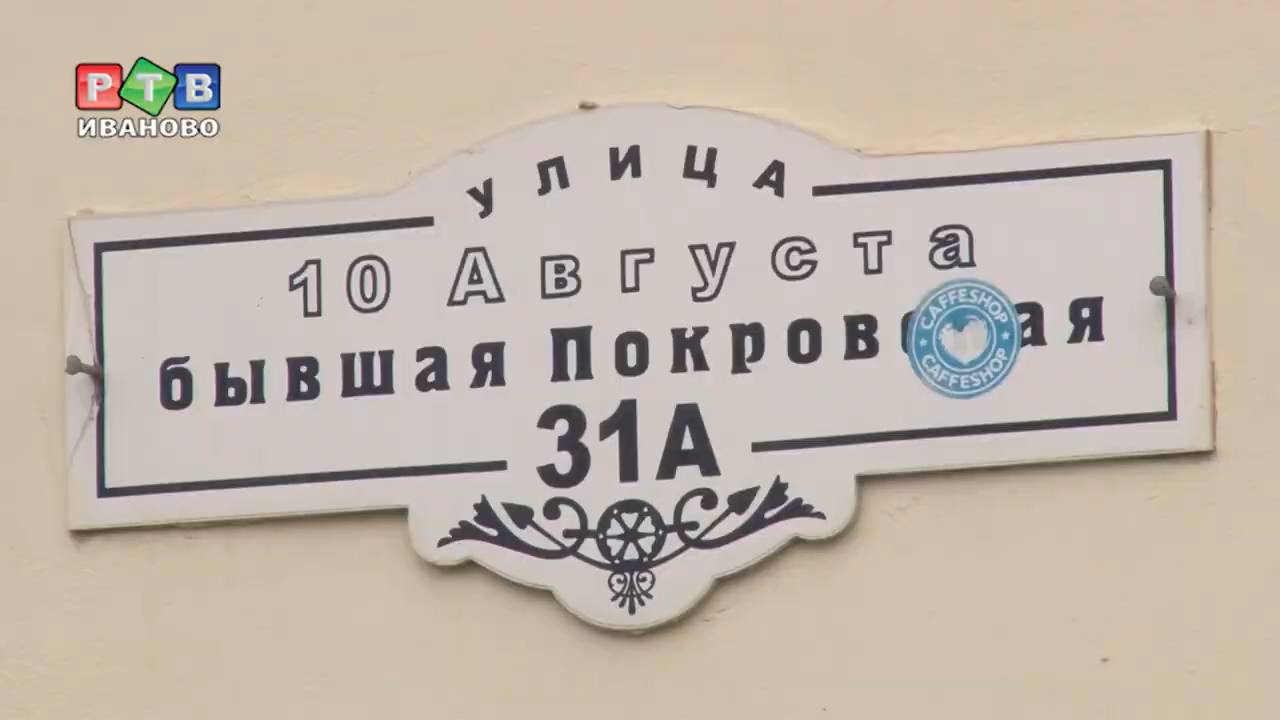 РТВ
ИВАНОВО
УЛИЦА
10 Августа
бывшая Покровская
31А
CAFFESHOP
CAFFESHOP